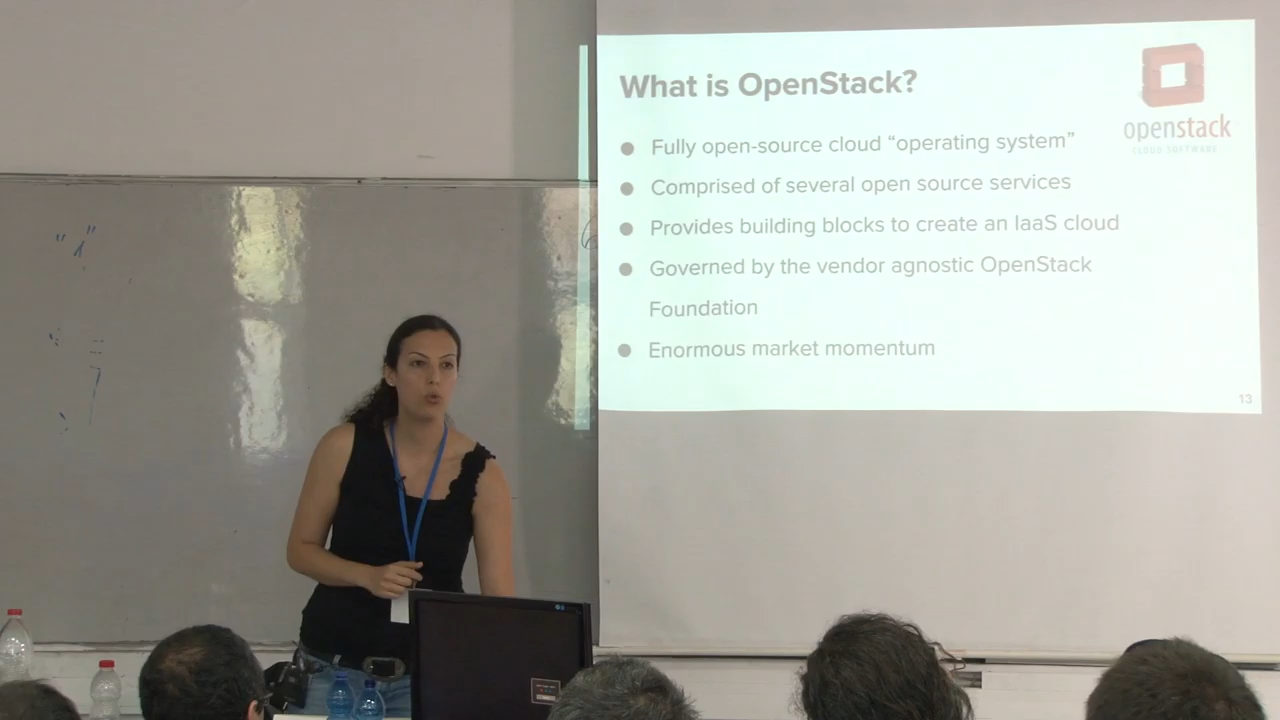 What is OpenStack?
openstack
CLOUD SOFTWARE
● Fully open-source cloud “operating system”
● Comprised of several open source services
● Provides building blocks to create an IaaS cloud
● Governed by the vendor agnostic OpenStack
Foundation
● Enormous market momentum
13